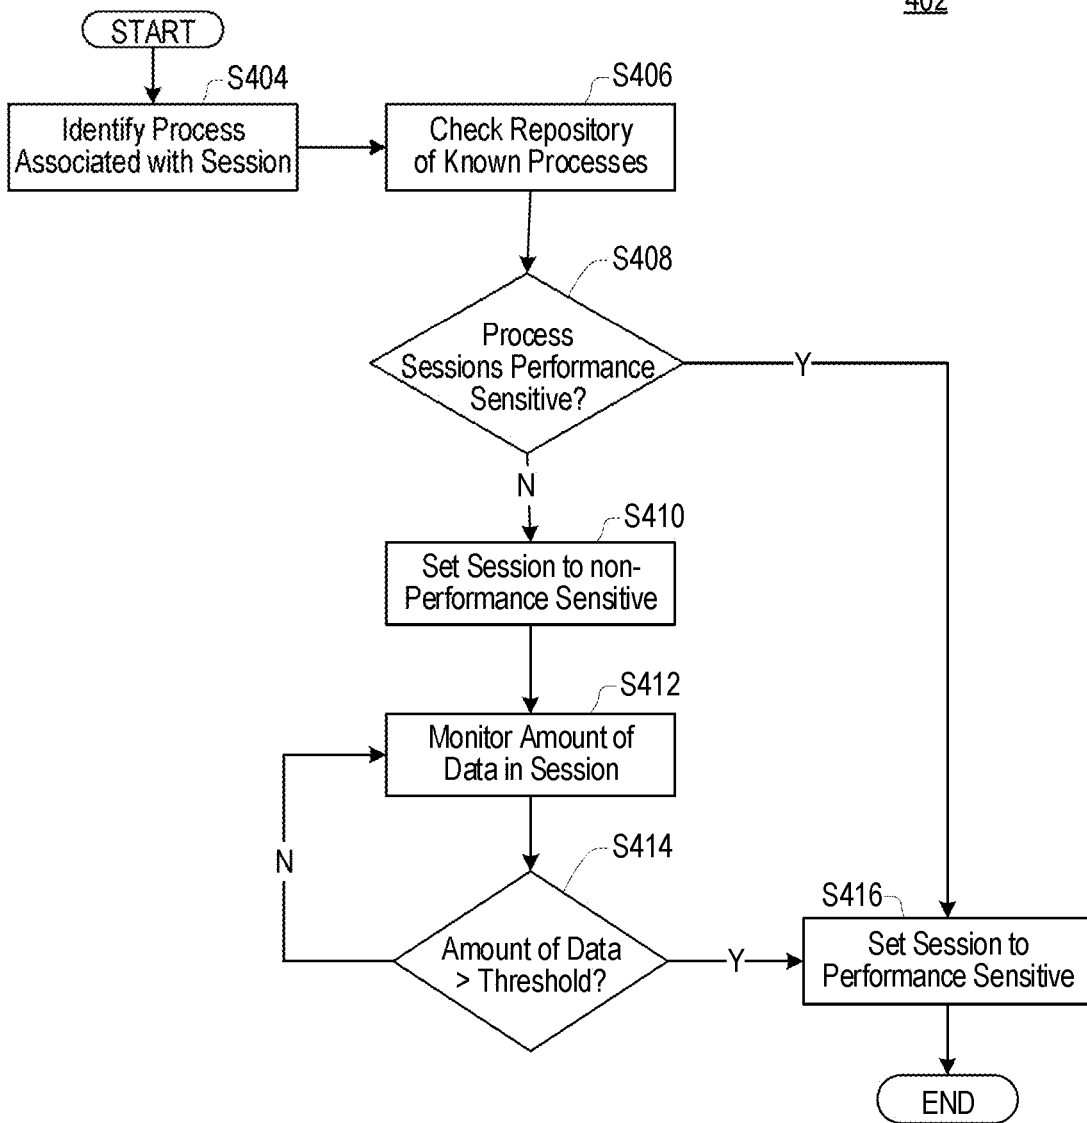 402
START
S404
Identify Process
Associated with Session
S406
Check Repository
of Known Processes
S408
Process
Sessions Performance
Sensitive?
Y
N
S410
Set Session to non-
Performance Sensitive
S412
Monitor Amount of
Data in Session
N
S414
Amount of Data
> Threshold?
Y
S416
Set Session to
Performance Sensitive
END